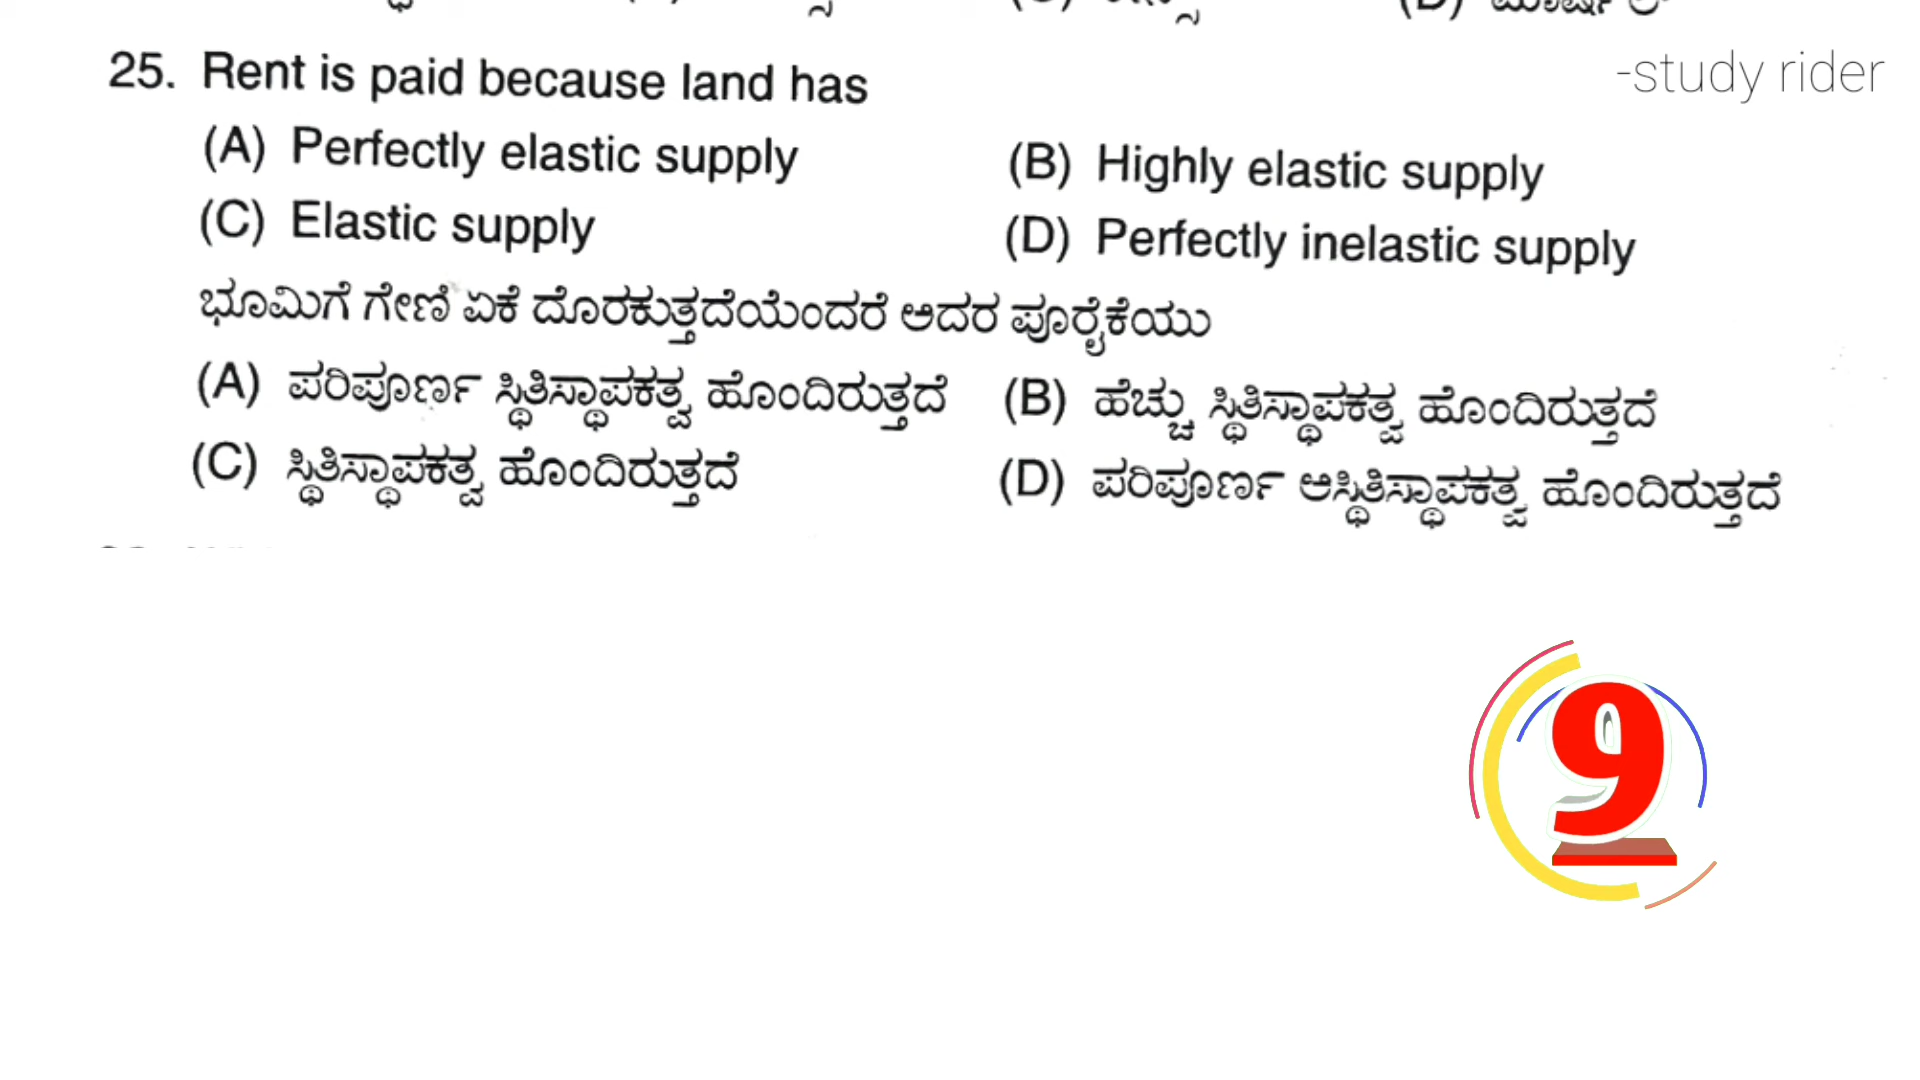 -study rider
25. Rent is paid because land has
(A) Perfectly elastic supply (B) Highly elastic supply
(C) Elastic supply (D) Perfectly inelastic supply
ಭೂಮಿಗೆ ಗೇಣಿ ಏಕೆ ದೊರಕುತ್ತದೆಯೆಂದರೆ ಅದರ ಪೂರೈಕೆಯು
(A) ಪರಿಪೂರ್ಣ ಸ್ಥಿತಿಸ್ಥಾಪಕತ್ವ ಹೊಂದಿರುತ್ತದೆ (B) ಹೆಚ್ಚು ಸ್ಥಿತಿಸ್ಥಾಪಕತ್ವ ಹೊಂದಿರುತ್ತದೆ
(C) ಸ್ಥಿತಿಸ್ಥಾಪಕತ್ವ ಹೊಂದಿರುತ್ತದೆ (D) ಪರಿಪೂರ್ಣ ಅಸ್ಥಿತಿಸ್ಥಾಪಕತ್ವ ಹೊಂದಿರುತ್ತದೆ
9